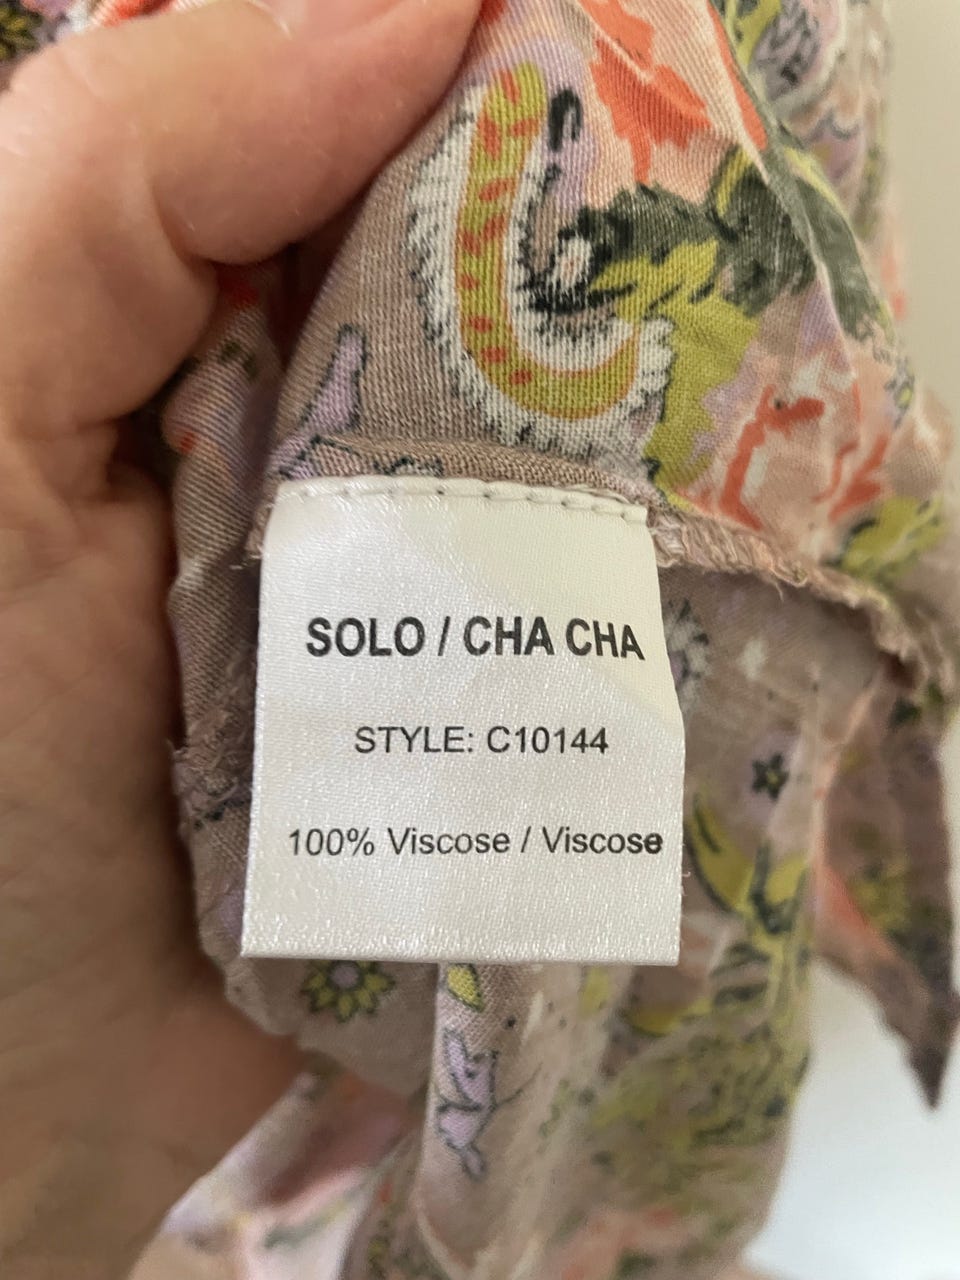 SOLO / CHA CHA
STYLE: C10144
100% Viscose / Viscose